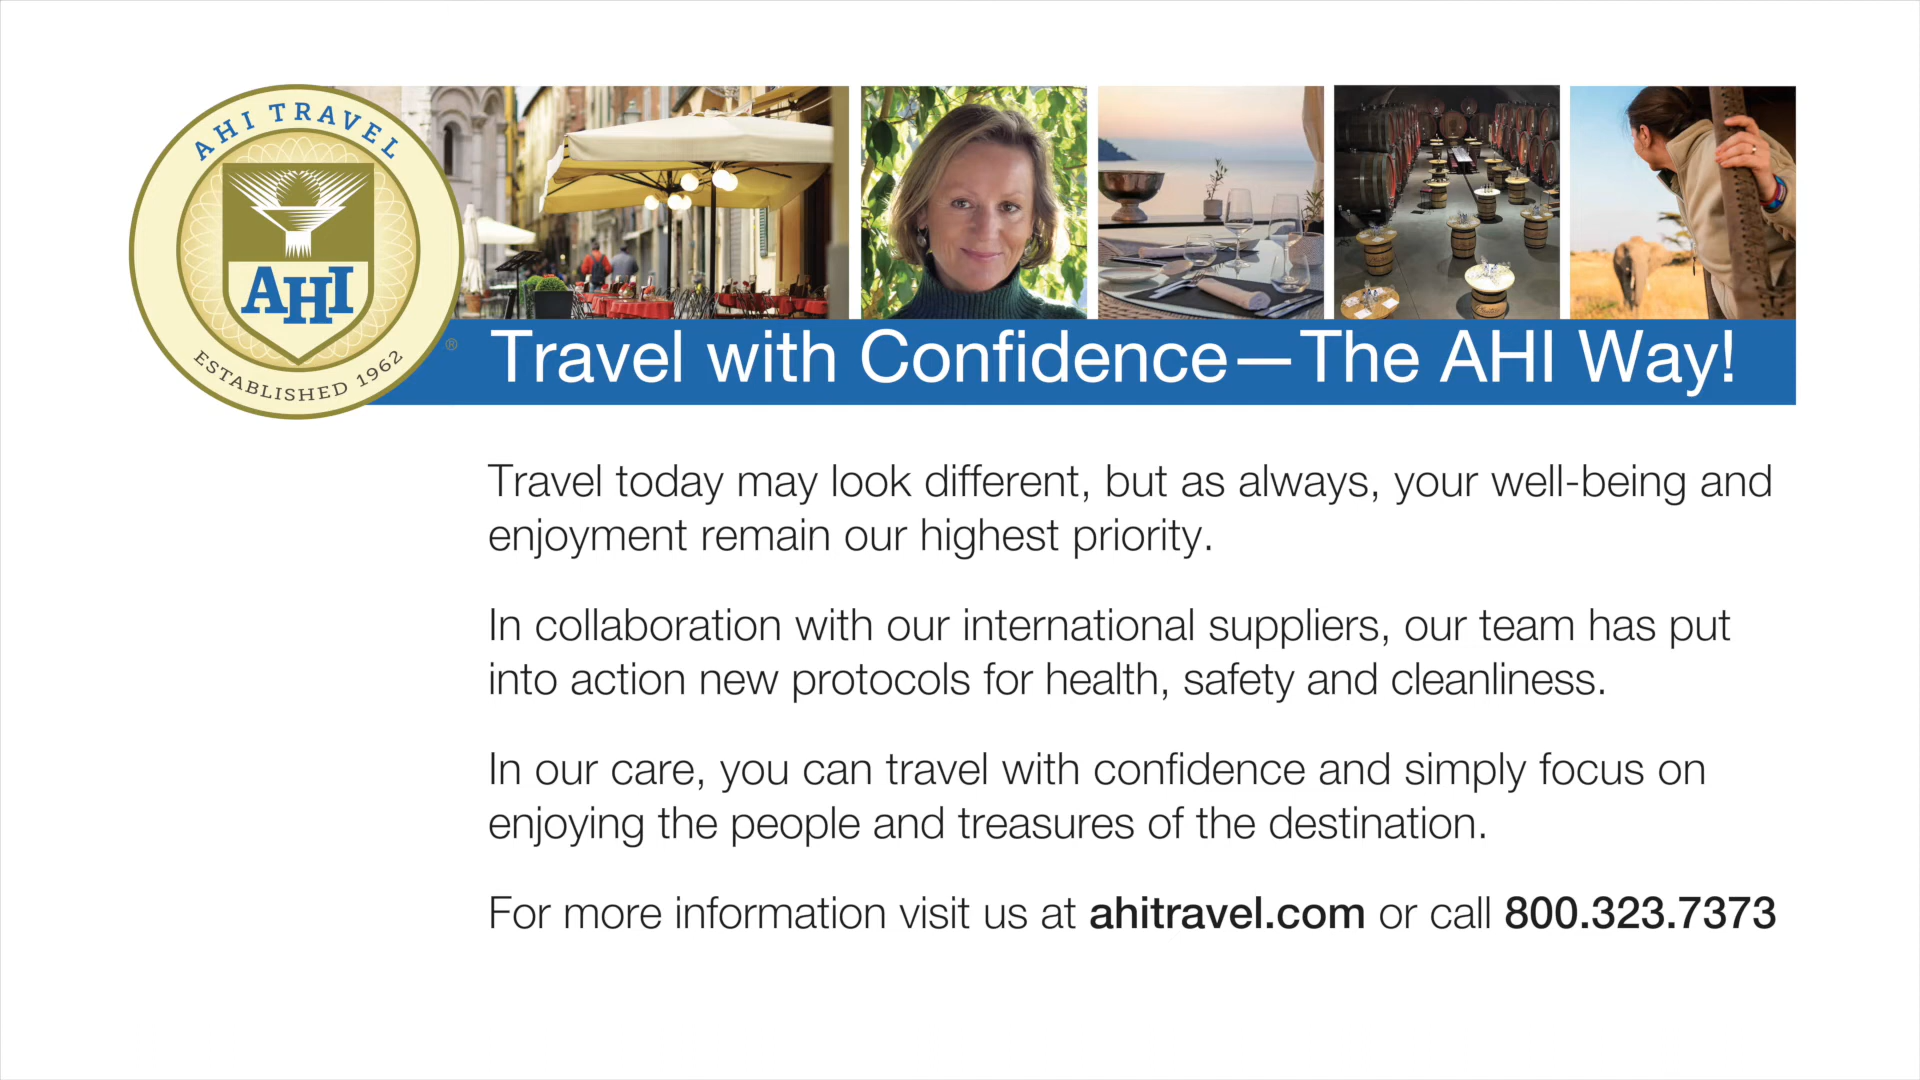 AHI TRAVEL
AHI
ESTABLISHED 1962
®
Travel with Confidence—The AHI Way!
Travel today may look different, but as always, your well-being and
enjoyment remain our highest priority.
In collaboration with our international suppliers, our team has put
into action new protocols for health, safety and cleanliness.
In our care, you can travel with confidence and simply focus on
enjoying the people and treasures of the destination.
For more information visit us at ahitravel.com or call 800.323.7373